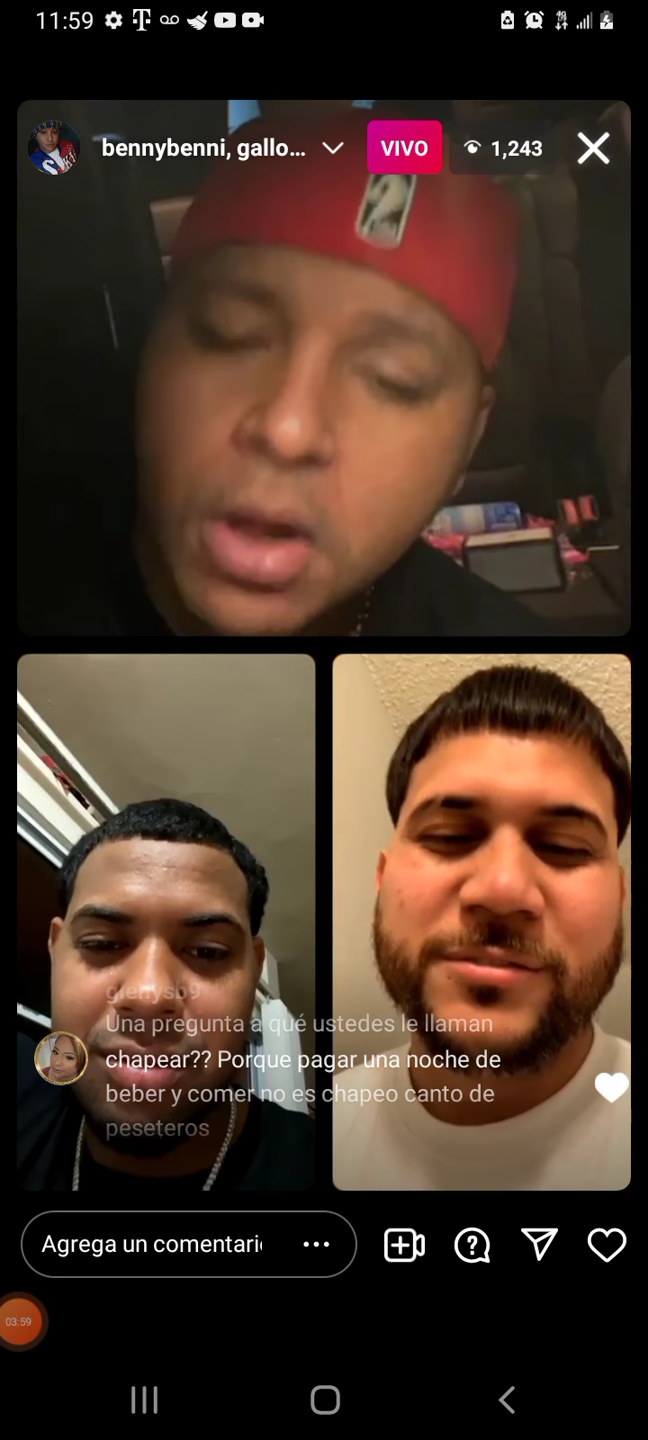 11:59
bennybenni, gallo...
VIVO
1,243
glenysb9
Una pregunta a qué ustedes le llaman
chapear?? Porque pagar una noche de
beber y comer no es chapeo canto de
peseteros
Agrega un comentari
03:59